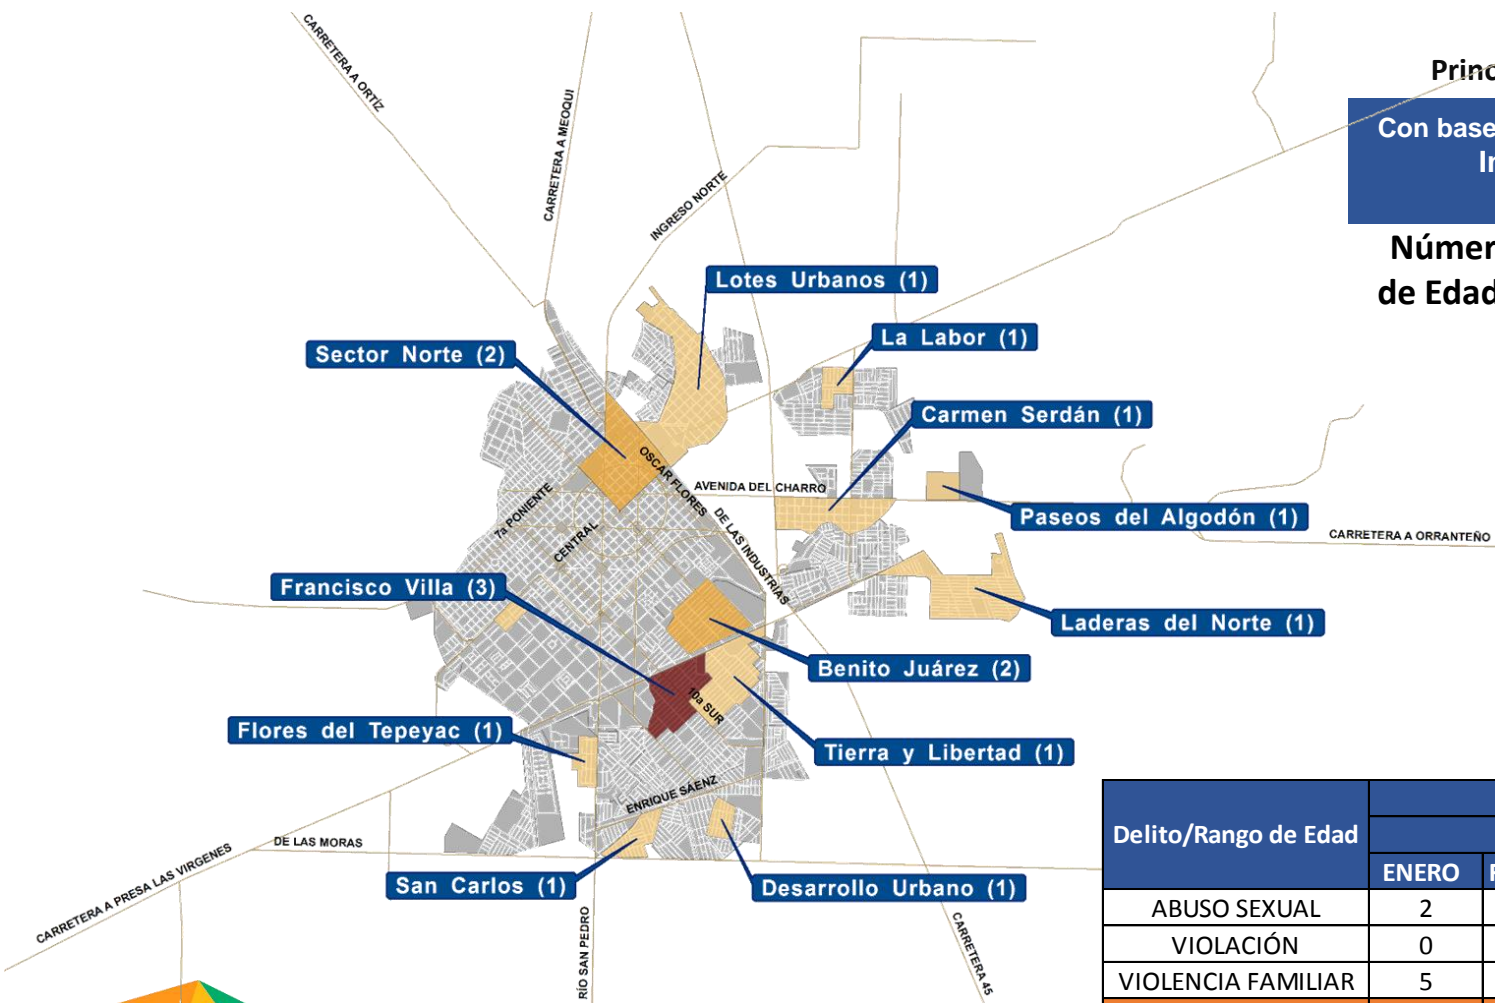 CARRETERA A ORTÍZ
CARRETERA A MEOQUI
INGRESO NORTE
Princ
Con base
In
Númer
de Edad
Lotes Urbanos (1)
La Labor (1)
Sector Norte (2)
Carmen Serdán (1)
OSCAR FLORES
AVENIDA DEL CHARRO
7a PONIENTE
CENTRAL
DE LAS INDUSTRIAS
Paseos del Algodón (1)
CARRETERA A ORRANTEÑO
Francisco Villa (3)
Laderas del Norte (1)
Benito Juárez (2)
10a SUR
Flores del Tepeyac (1)
Tierra y Libertad (1)
ENRIQUE SÁENZ
DE LAS MORAS
CARRETERA A PRESA LAS VIRGENES
San Carlos (1)
Desarrollo Urbano (1)
RÍO SAN PEDRO
CARRETERA 45
Delito/Rango de Edad
ENERO F
ABUSO SEXUAL 2
VIOLACIÓN 0
VIOLENCIA FAMILIAR 5